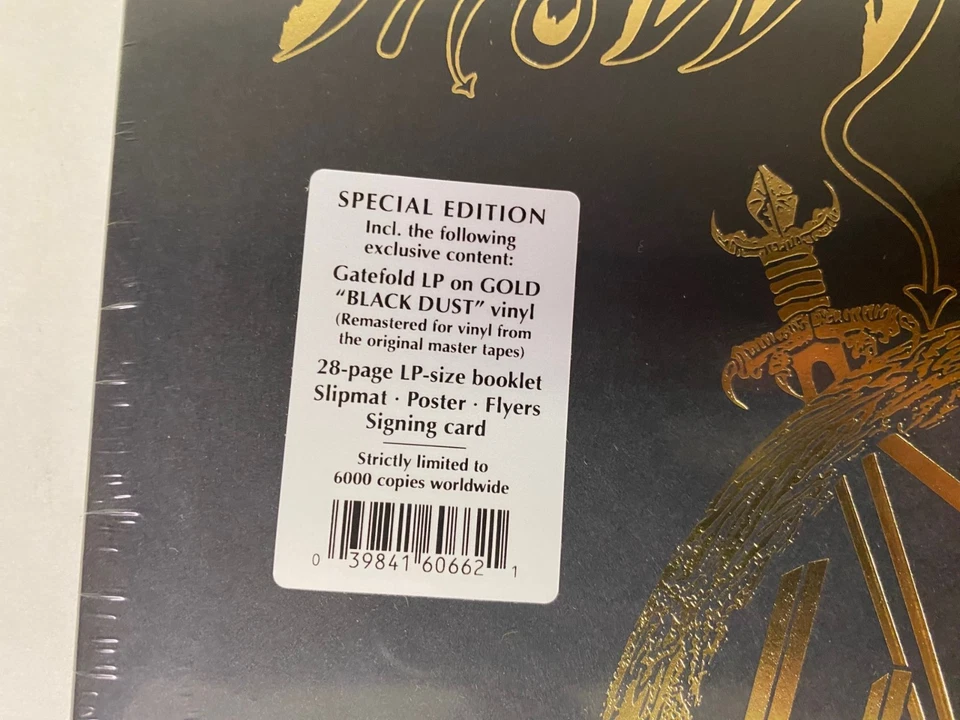 SPECIAL EDITION
Incl. the following
exclusive content:
Gatefold LP on GOLD
“BLACK DUST” vinyl
(Remastered for vinyl from
the original master tapes)
28-page LP-size booklet
Slipmat · Poster · Flyers
Signing card
Strictly limited to
6000 copies worldwide
0 39841 60662 1